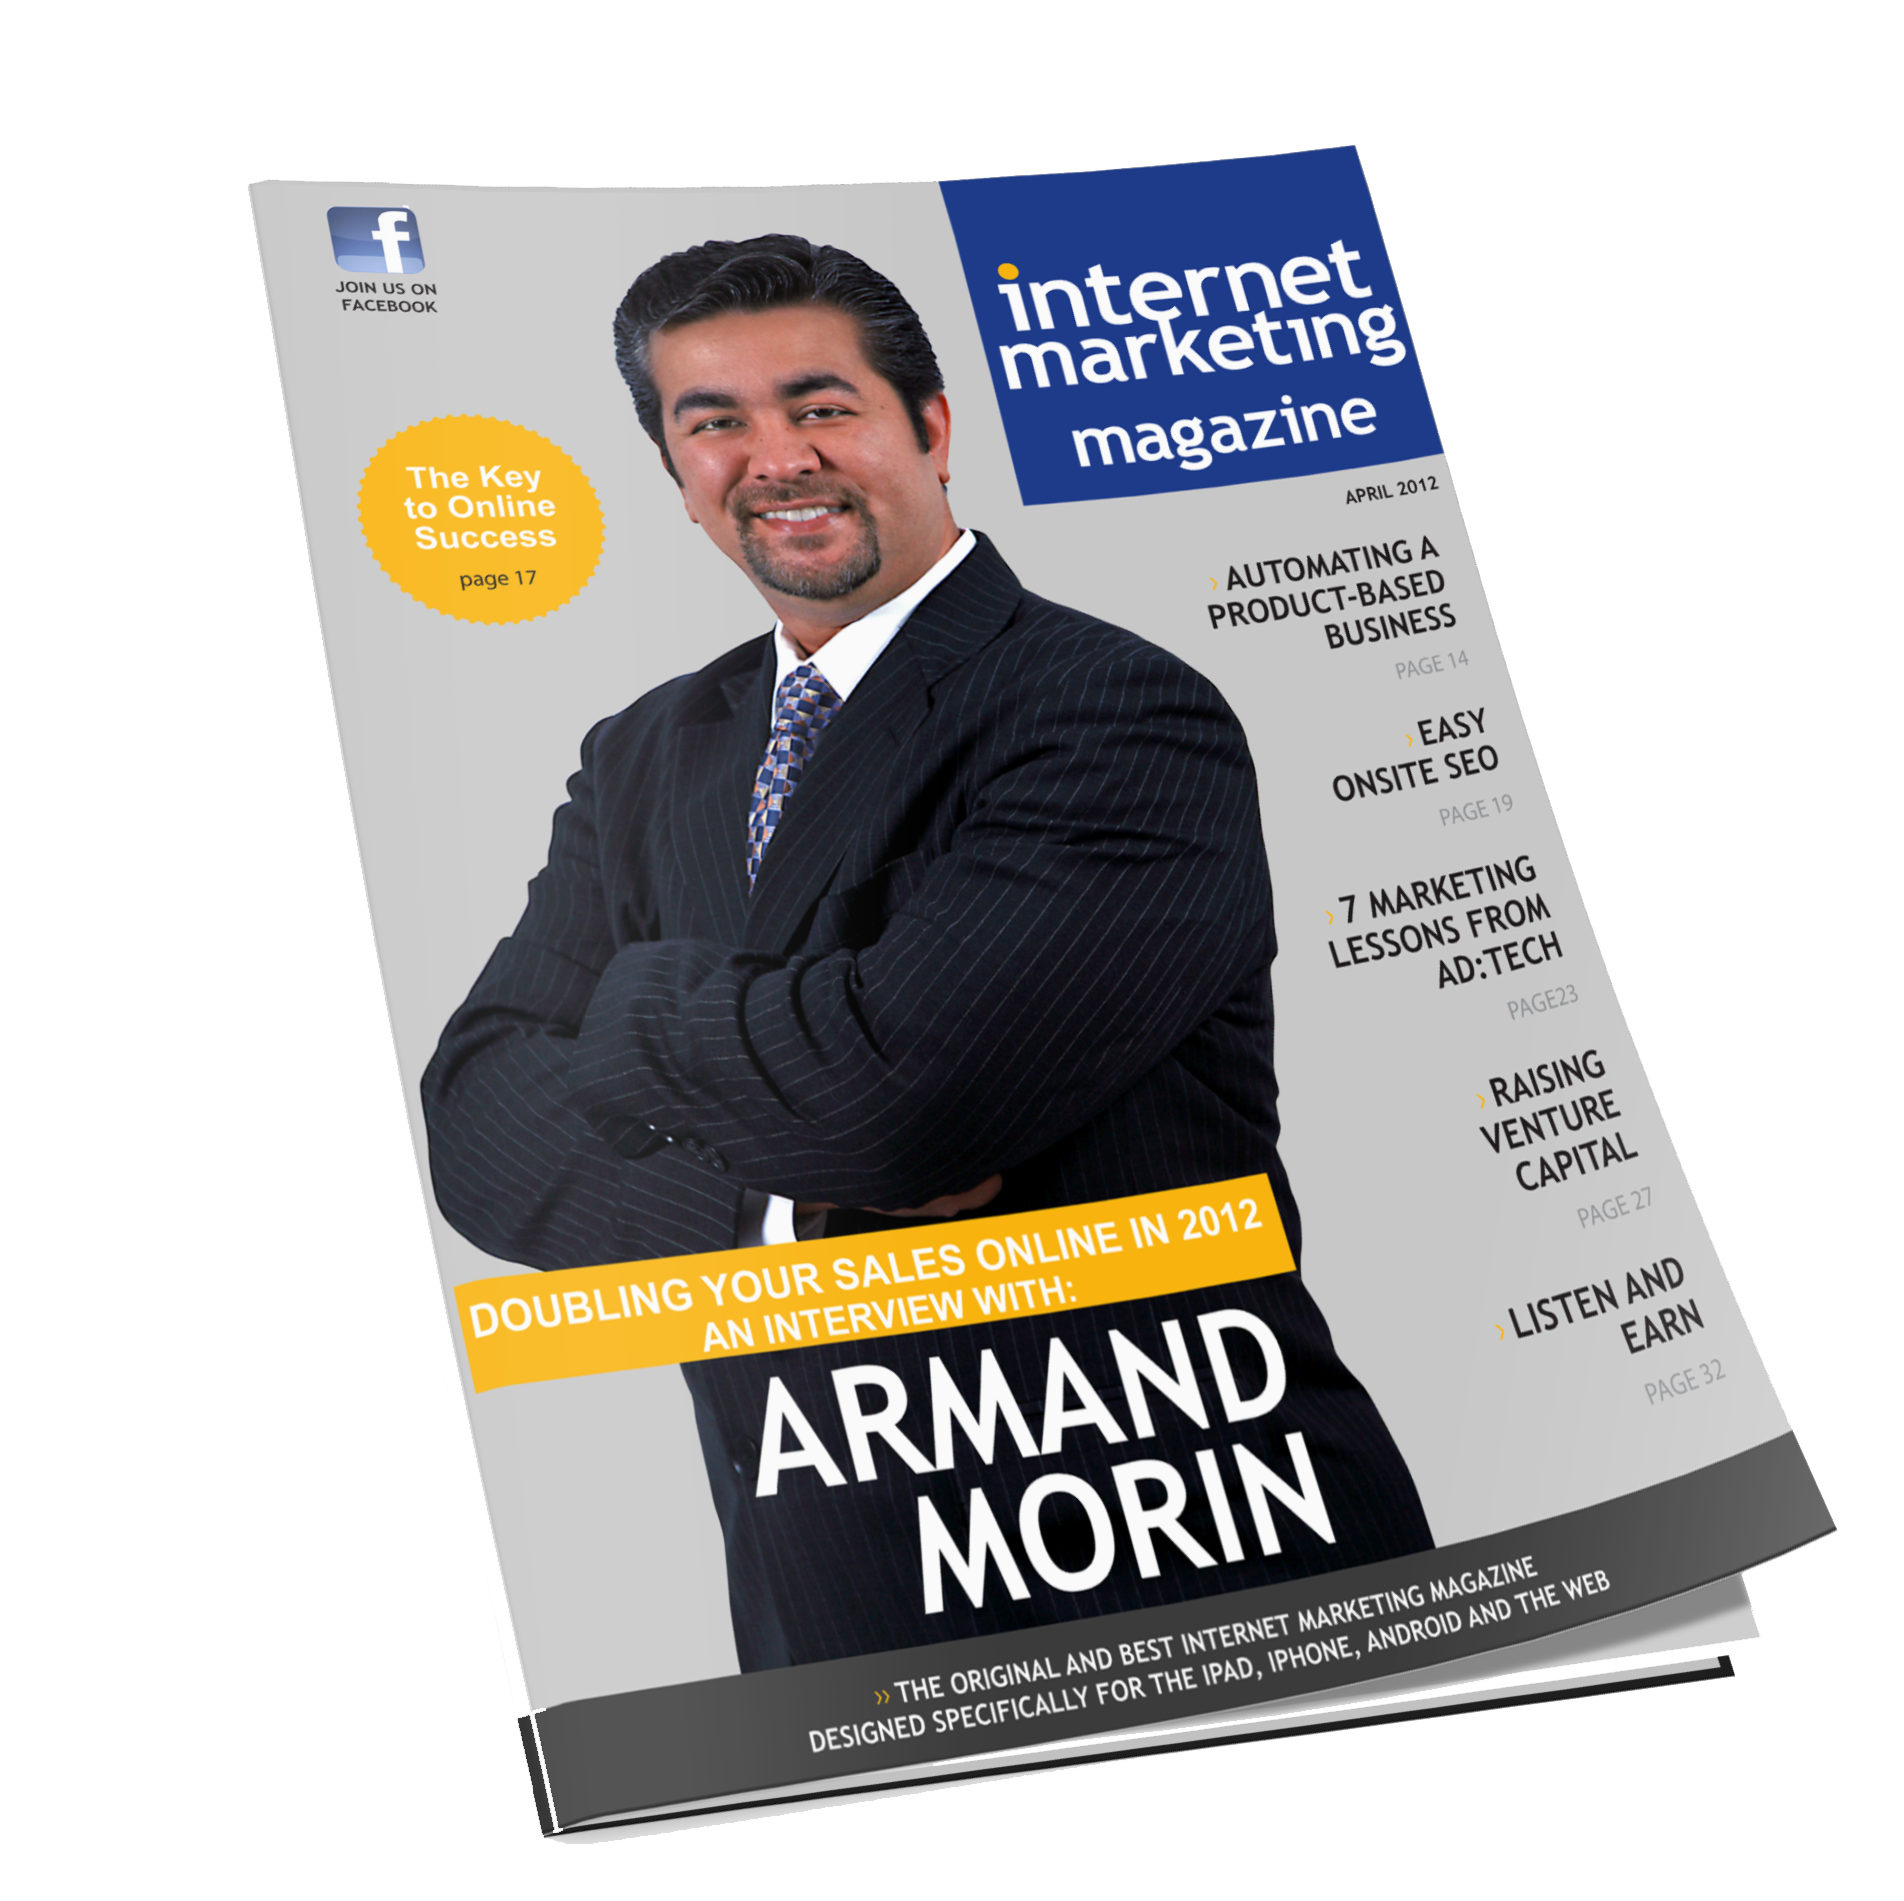 f
JOIN US ON
FACEBOOK
internet
marketing
magazine
APRIL 2012
The Key
to Online
Success
page 17
› AUTOMATING A
PRODUCT-BASED
BUSINESS
PAGE 14
› EASY
ONSITE SEO
PAGE 19
› 7 MARKETING
LESSONS FROM
AD:TECH
PAGE23
› RAISING
VENTURE
CAPITAL
PAGE 27
› LISTEN AND
EARN
PAGE 32
DOUBLING YOUR SALES ONLINE IN 2012
AN INTERVIEW WITH:
ARMAND
MORIN
›› THE ORIGINAL AND BEST INTERNET MARKETING MAGAZINE
DESIGNED SPECIFICALLY FOR THE IPAD, IPHONE, ANDROID AND THE WEB